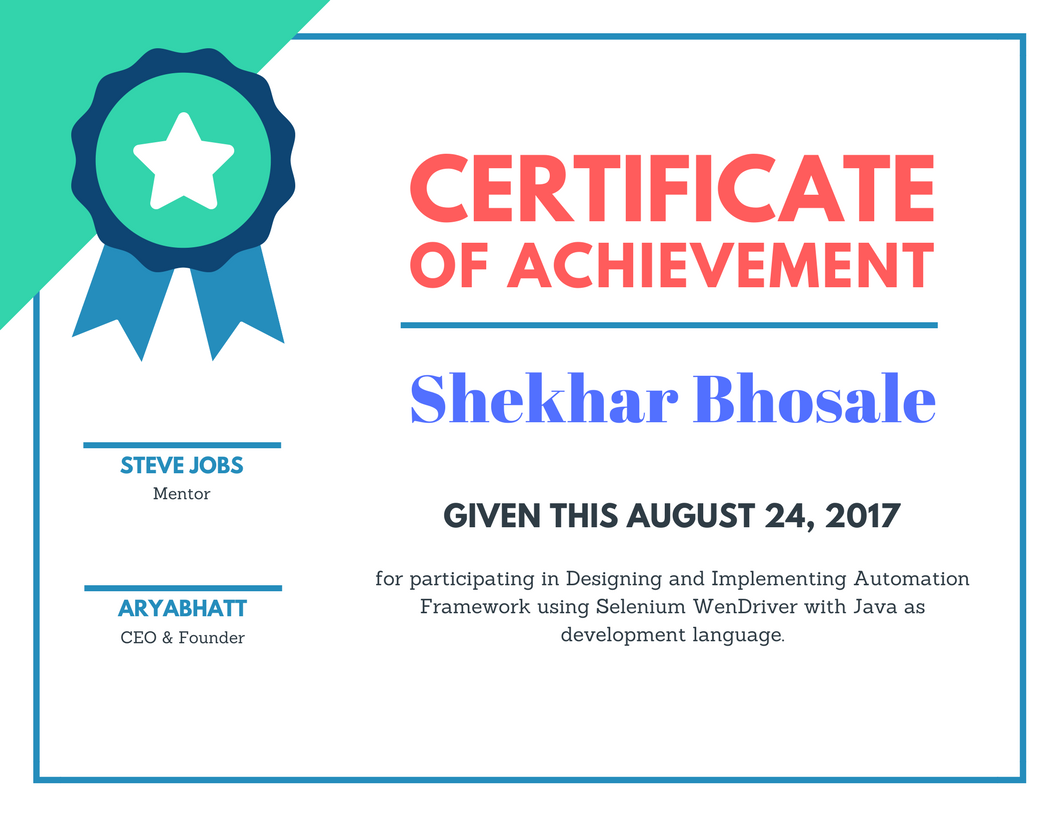 CERTIFICATE
OF ACHIEVEMENT
Shekhar Bhosale
GIVEN THIS AUGUST 24, 2017
for participating in Designing and Implementing Automation
Framework using Selenium WenDriver with Java as
development language.
STEVE JOBS
Mentor
ARYABHATT
CEO & Founder